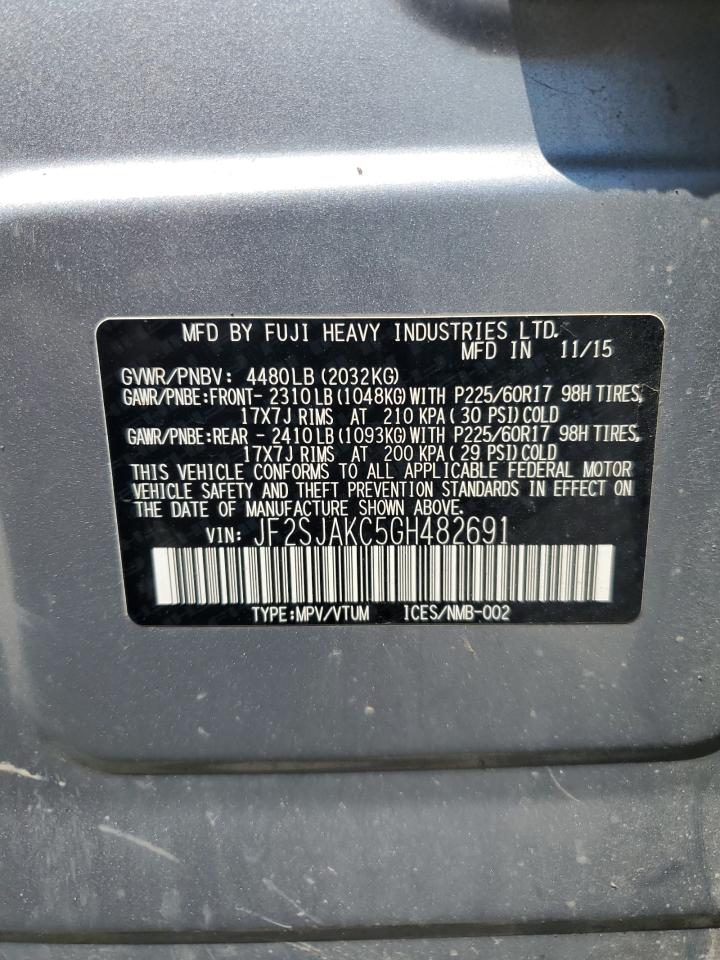 MFD BY FUJI HEAVY INDUSTRIES LTD.
MFD IN 11/15
GVWR/PNBV: 4480LB (2032KG)
GAWR/PNBE:FRONT- 2310LB (1048KG) WITH P225/60R17 98H TIRES,
17X7J RIMS AT 210 KPA ( 30 PSI) COLD
GAWR/PNBE:REAR - 2410LB (1093KG) WITH P225/60R17 98H TIRES,
17X7J RIMS AT 200 KPA ( 29 PSI) COLD
THIS VEHICLE CONFORMS TO ALL APPLICABLE FEDERAL MOTOR
VEHICLE SAFETY AND THEFT PREVENTION STANDARDS IN EFFECT ON
THE DATE OF MANUFACTURE SHOWN ABOVE.
VIN: JF2SJAKC5GH482691
TYPE:MPV/VTUM ICES/NMB-002